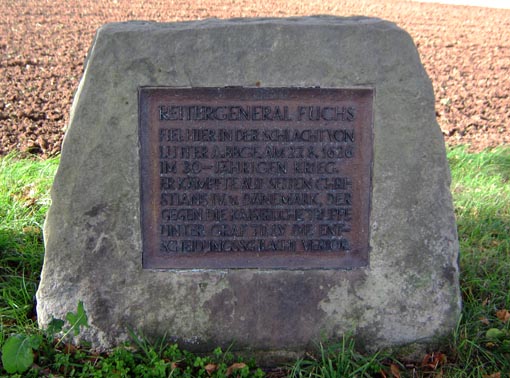 REITERGENERAL FUCHS
FIEL HIER IN DER SCHLACHT VON
LUTTER A. BBGE. AM 27. 8. 1626
IM 30-JÄHRIGEN KRIEG.
ER KÄMPFTE AUF SEITEN CHRI-
STIANS IV. V. DÄNEMARK, DER
GEGEN DIE KAISERLICHE TRUPPE
UNTER GRAF TILLY DIE ENT-
SCHEIDUNGSSCHLACHT VERLOR.